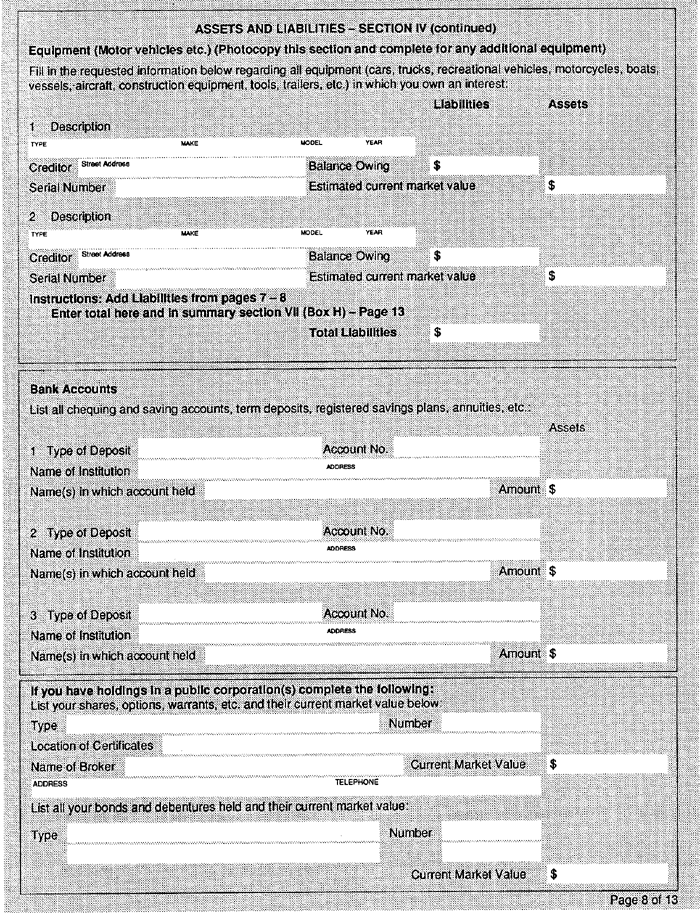 ASSETS AND LIABILITIES – SECTION IV (continued)
Equipment (Motor vehicles etc.) (Photocopy this section and complete for any additional equipment)
Fill in the requested information below regarding all equipment (cars, trucks, recreational vehicles, motorcycles, boats,
vessels, aircraft, construction equipment, tools, trailers, etc.) in which you own an interest:
Liabilities Assets
1 Description
TYPE MAKE MODEL YEAR
Creditor Street Address Balance Owing $
Serial Number Estimated current market value $
2 Description
TYPE MAKE MODEL YEAR
Creditor Street Address Balance Owing $
Serial Number Estimated current market value $
Instructions: Add Liabilities from pages 7 – 8
Enter total here and in summary section VII (Box H) – Page 13
Total Liabilities $
Bank Accounts
List all chequing and saving accounts, term deposits, registered savings plans, annuities, etc.:
Assets
1 Type of Deposit Account No.
Name of Institution ADDRESS
Name(s) in which account held Amount $
2 Type of Deposit Account No.
Name of Institution ADDRESS
Name(s) in which account held Amount $
3 Type of Deposit Account No.
Name of Institution ADDRESS
Name(s) in which account held Amount $
If you have holdings in a public corporation(s) complete the following:
List your shares, options, warrants, etc. and their current market value below:
Type Number
Location of Certificates
Name of Broker Current Market Value $
ADDRESS TELEPHONE
List all your bonds and debentures held and their current market value:
Type Number
Current Market Value $
Page 8 of 13